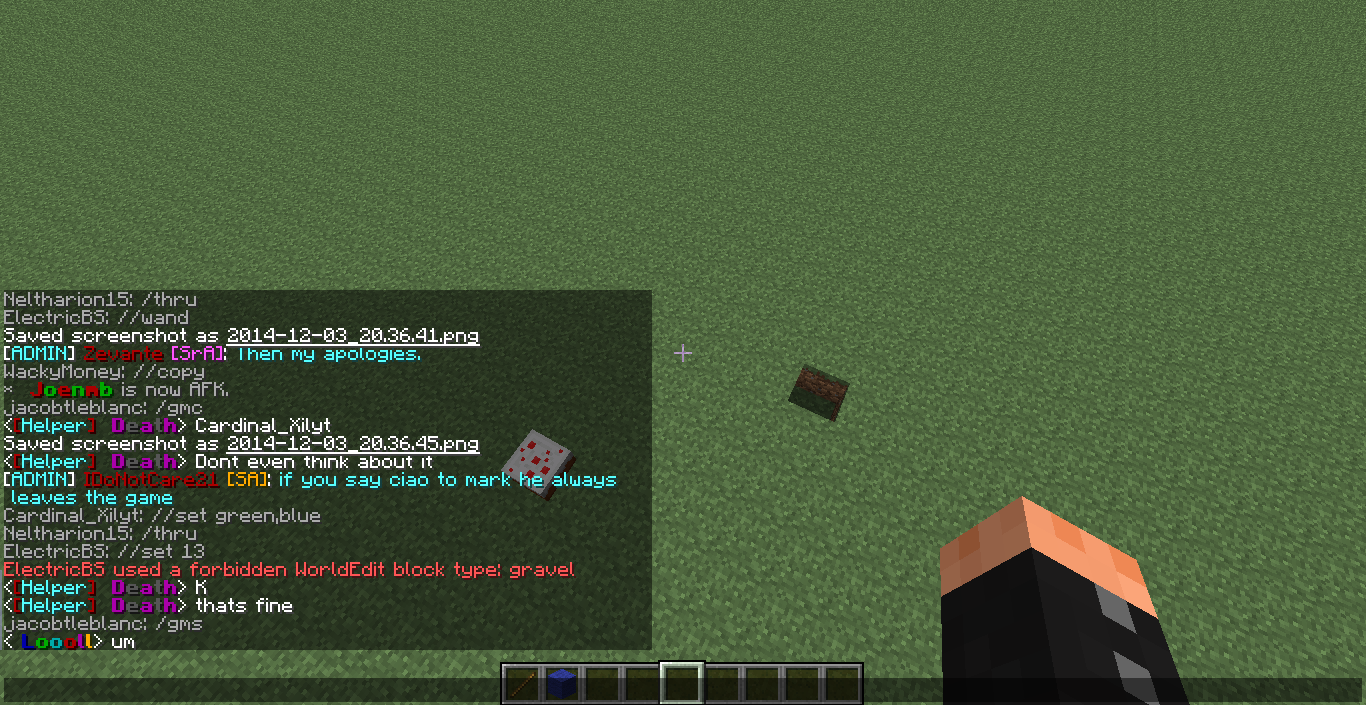 Neltharion15: /thru
ElectricBS: //wand
Saved screenshot as 2014-12-03_20.36.41.png
[ADMIN] Zevante [SrA]: Then my apologies.
WackyMoney: //copy
* Joenmb is now AFK.
jacobtleblanc: /gmc
<[Helper] Death> Cardinal_Xilyt
Saved screenshot as 2014-12-03_20.36.45.png
<[Helper] Death> Dont even think about it
[ADMIN] IDoNotCare21 [SA]: if you say ciao to mark he always
leaves the game
Cardinal_Xilyt: //set green,blue
Neltharion15: /thru
ElectricBS: //set 13
ElectricBS used a forbidden WorldEdit block type: gravel
<[Helper] Death> K
<[Helper] Death> thats fine
jacobtleblanc: /gms
< Loooll> um